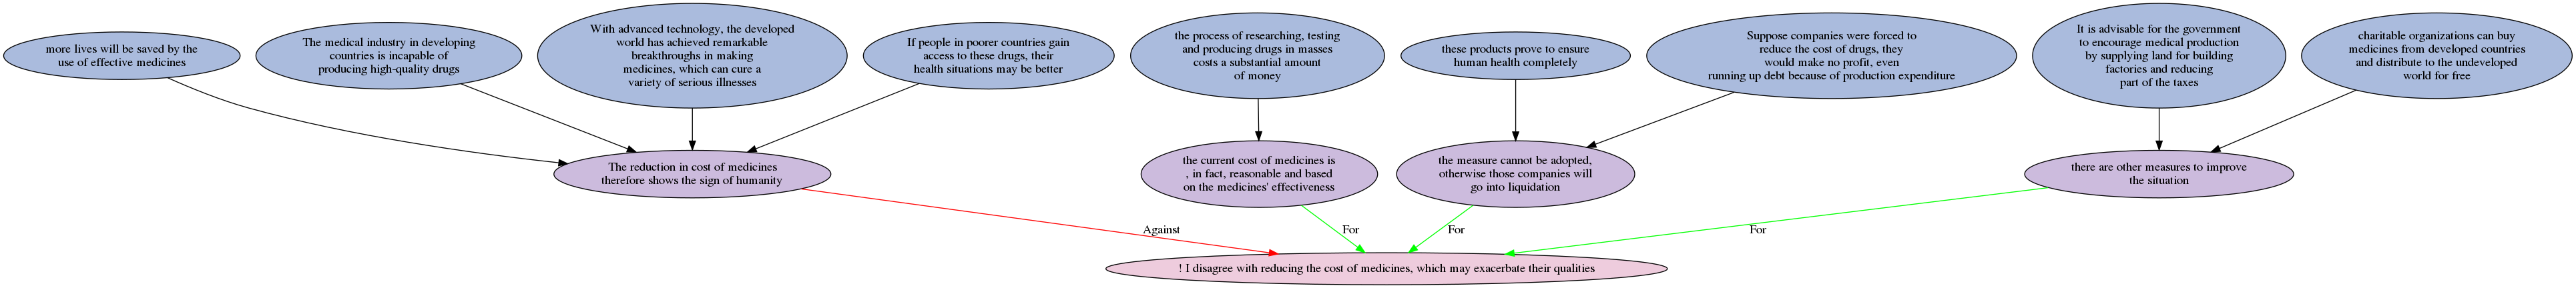 more lives will be saved by the
use of effective medicines
The medical industry in developing
countries is incapable of
producing high-quality drugs
With advanced technology, the developed
world has achieved remarkable
breakthroughs in making
medicines, which can cure a
variety of serious illnesses
If people in poorer countries gain
access to these drugs, their
health situations may be better
the process of researching, testing
and producing drugs in masses
costs a substantial amount
of money
these products prove to ensure
human health completely
Suppose companies were forced to
reduce the cost of drugs, they
would make no profit, even
running up debt because of production expenditure
It is advisable for the government
to encourage medical production
by supplying land for building
factories and reducing
part of the taxes
charitable organizations can buy
medicines from developed countries
and distribute to the undeveloped
world for free
The reduction in cost of medicines
therefore shows the sign of humanity
the current cost of medicines is
, in fact, reasonable and based
on the medicines' effectiveness
the measure cannot be adopted,
otherwise those companies will
go into liquidation
there are other measures to improve
the situation
Against
For
For
For
! I disagree with reducing the cost of medicines, which may exacerbate their qualities